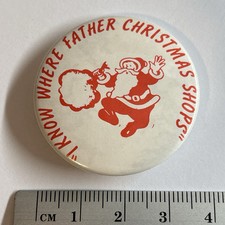 "I KNOW WHERE FATHER CHRISTMAS SHOPS"
CM 1 2 3 4